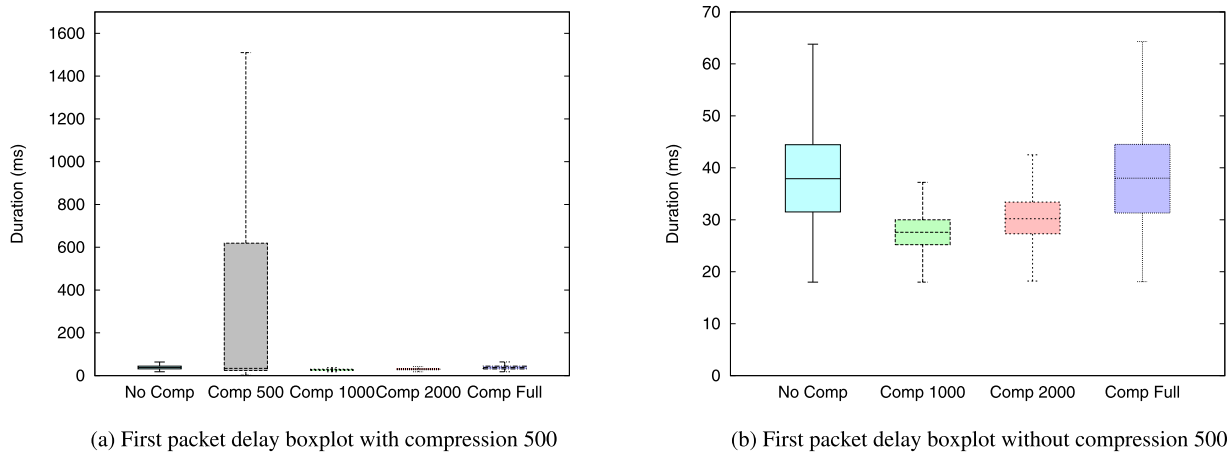 1600
1400
1200
1000
800
600
400
200
0
Duration (ms)
No Comp Comp 500 Comp 1000 Comp 2000 Comp Full
(a) First packet delay boxplot with compression 500
70
60
50
40
30
20
10
0
Duration (ms)
No Comp Comp 1000 Comp 2000 Comp Full
(b) First packet delay boxplot without compression 500